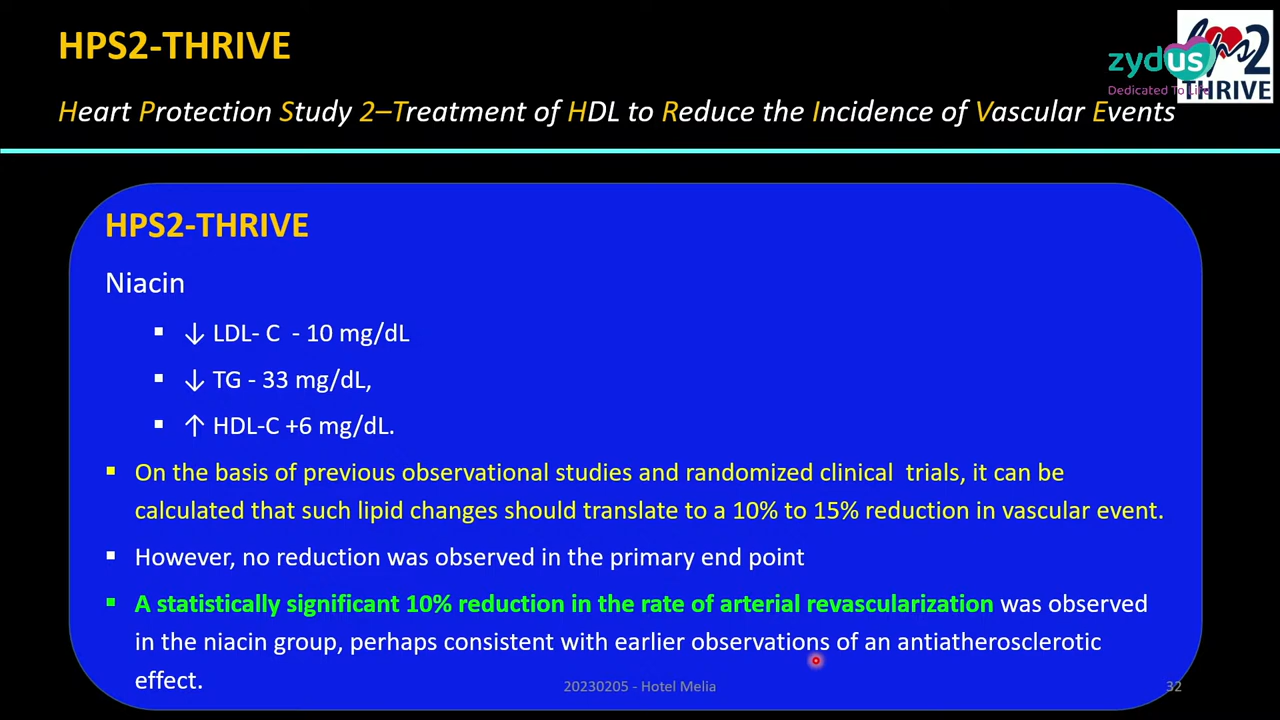 HPS2-THRIVE
Heart Protection Study 2–Treatment of HDL to Reduce the Incidence of Vascular Events
zydus
Dedicated To Life
hps2
THRIVE
HPS2-THRIVE
Niacin
▪ ↓ LDL- C - 10 mg/dL
▪ ↓ TG - 33 mg/dL,
▪ ↑ HDL-C +6 mg/dL.
▪ On the basis of previous observational studies and randomized clinical trials, it can be
calculated that such lipid changes should translate to a 10% to 15% reduction in vascular event.
▪ However, no reduction was observed in the primary end point
▪ A statistically significant 10% reduction in the rate of arterial revascularization was observed
in the niacin group, perhaps consistent with earlier observations of an antiatherosclerotic
effect.
20230205 - Hotel Melia
32